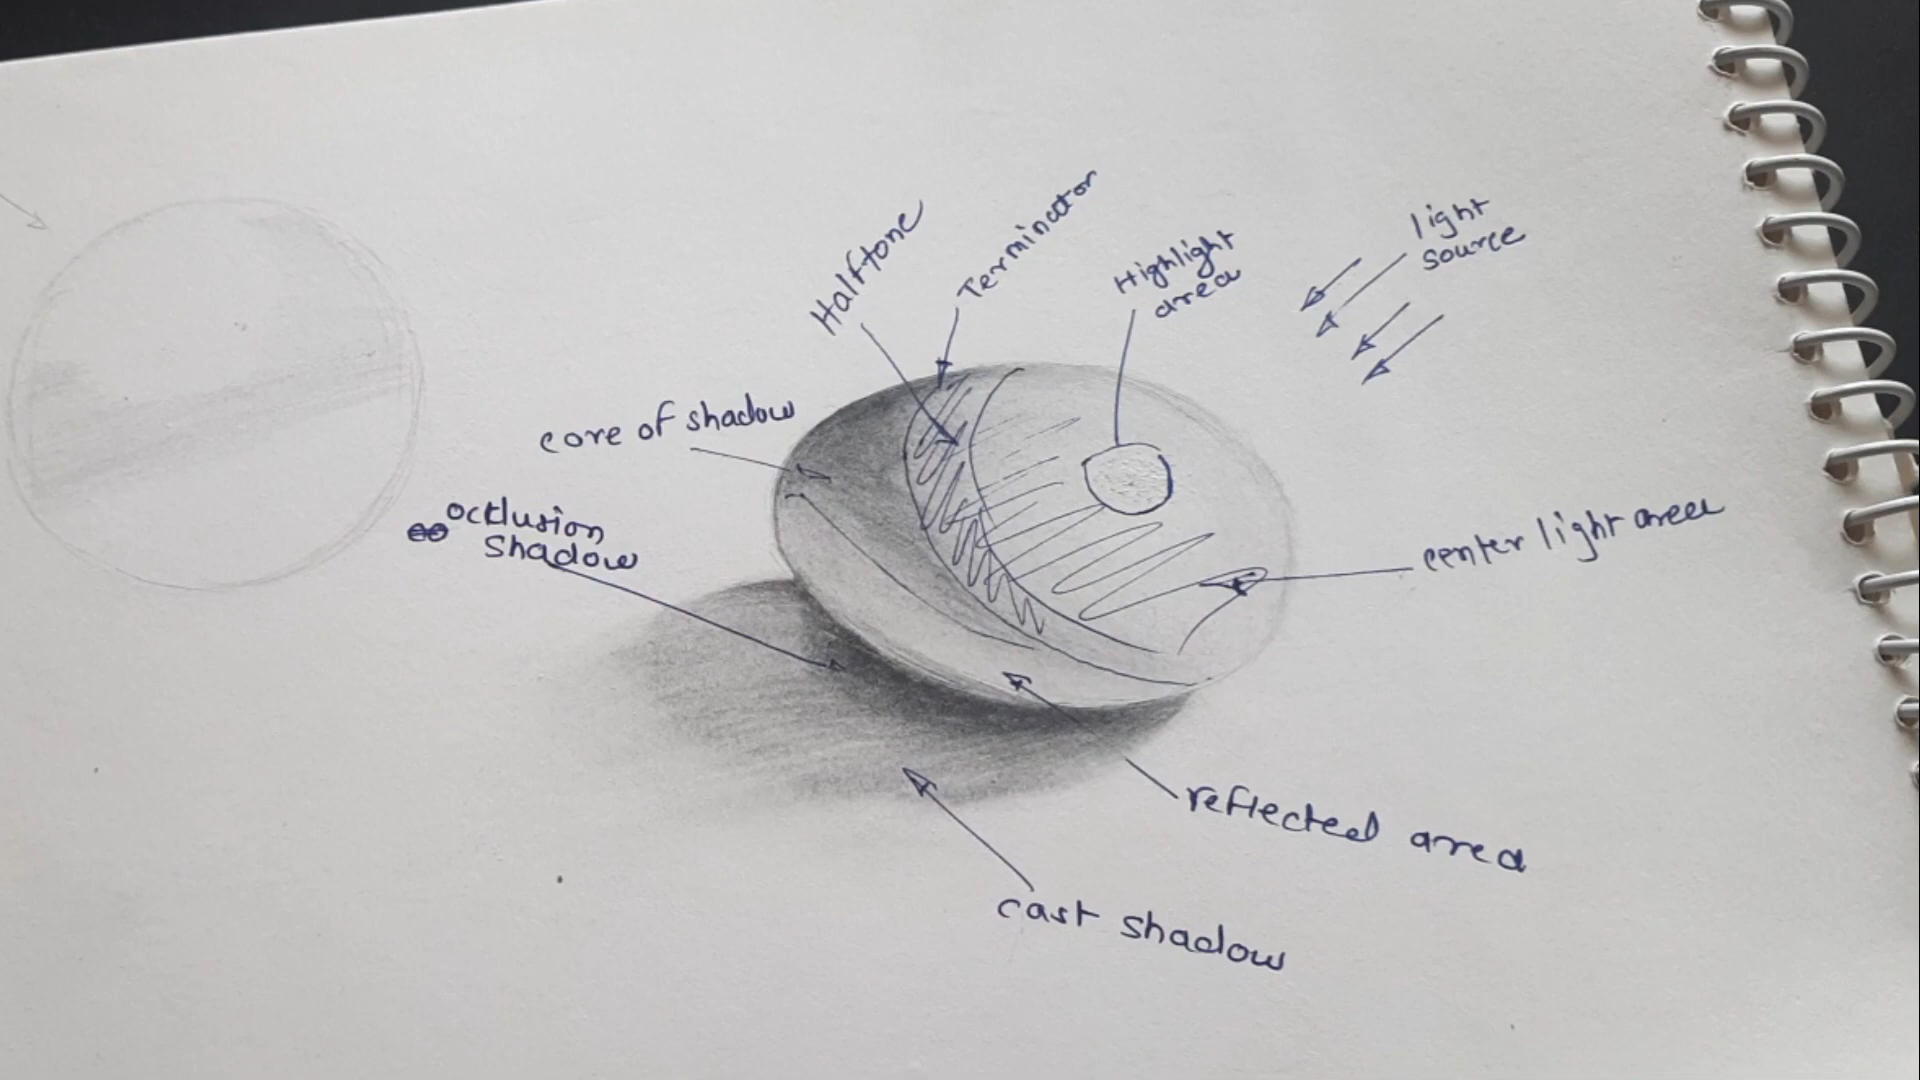 Halftone
Terminator
Highlight
area
light
source
core of shadow
occlusion
shadow
center light area
reflected area
cast shadow